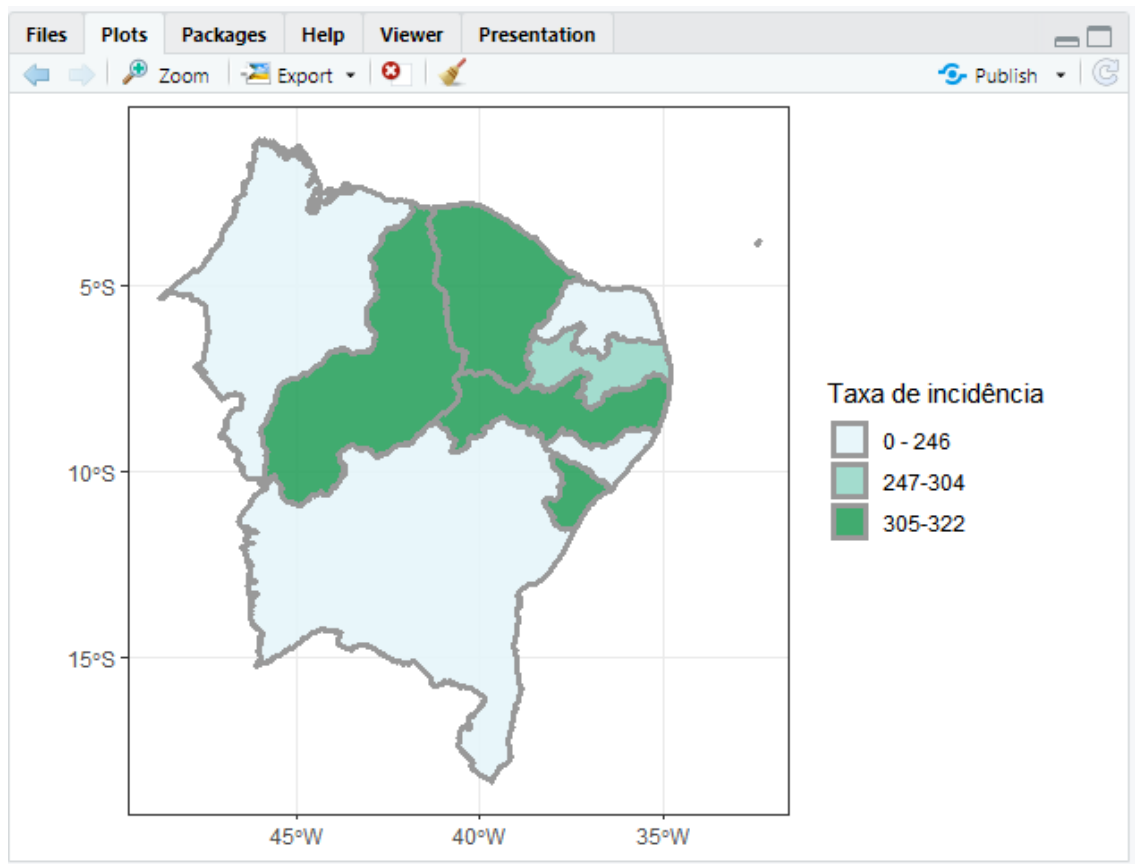 Files Plots Packages Help Viewer Presentation
Zoom Export Publish
5°S
10°S
15°S
45°W 40°W 35°W
Taxa de incidência
0 - 246
247-304
305-322